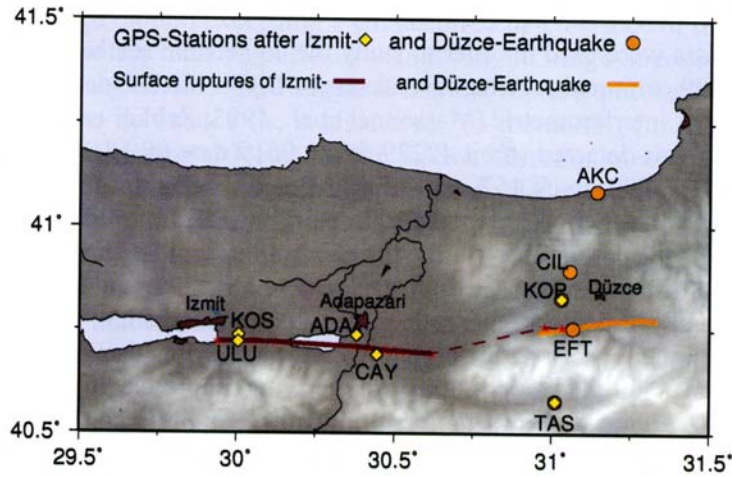 41.5°
GPS-Stations after Izmit- and Düzce-Earthquake
Surface ruptures of Izmit- and Düzce-Earthquake
AKC
41°
CIL
KOP Düzce
Izmit Adapazari
KOS ADA
ULU EFT
CAY
TAS
40.5°
29.5° 30° 30.5° 31° 31.5°